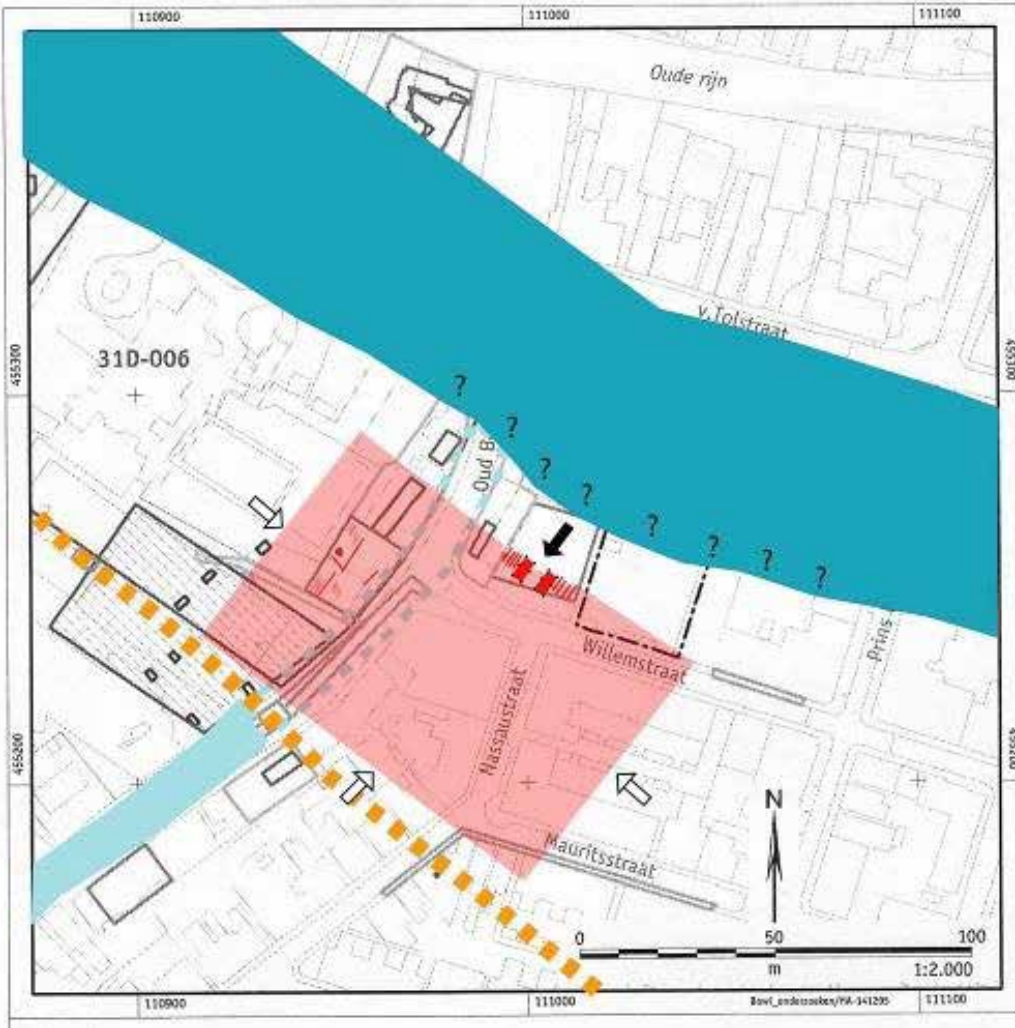 110900 111000 111100
Oude rijn
v.Tolstraat
455300
31D-006
455300
?
?
Oud B
?
?
?
?
?
?
Willemstraat
Prins
Nassaustraat
455200
455200
N
Mauritsstraat
0 50 100
m 1:2.000
110900 111000 111100